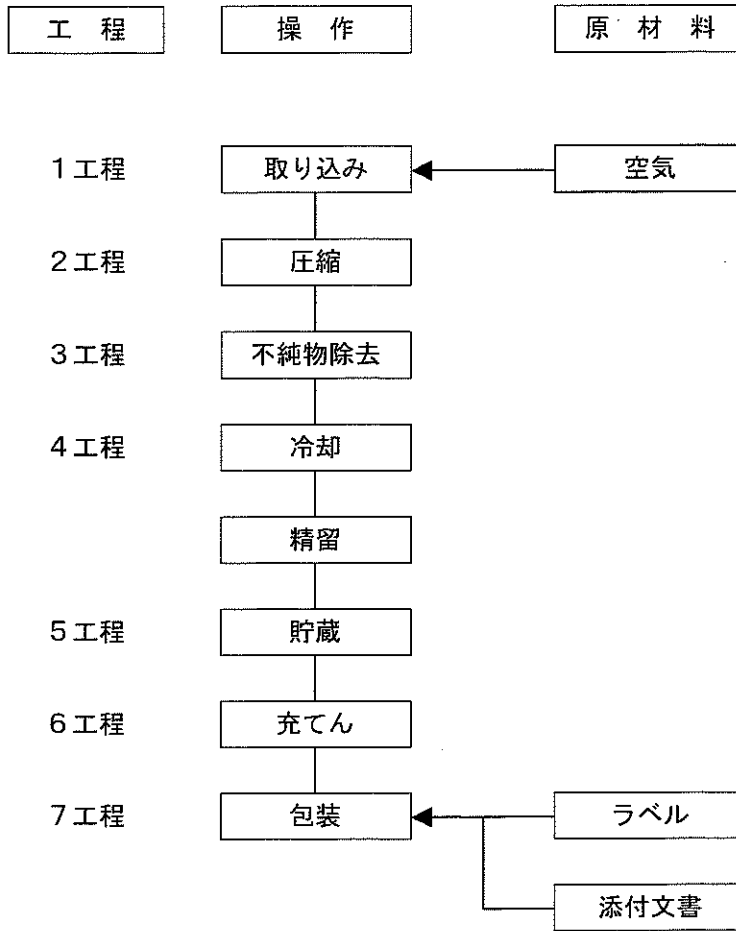 工 程 操 作 原 材 料
1工程 取り込み 空気
2工程 圧縮
3工程 不純物除去
4工程 冷却
精留
5工程 貯蔵
6工程 充てん
7工程 包装 ラベル
添付文書